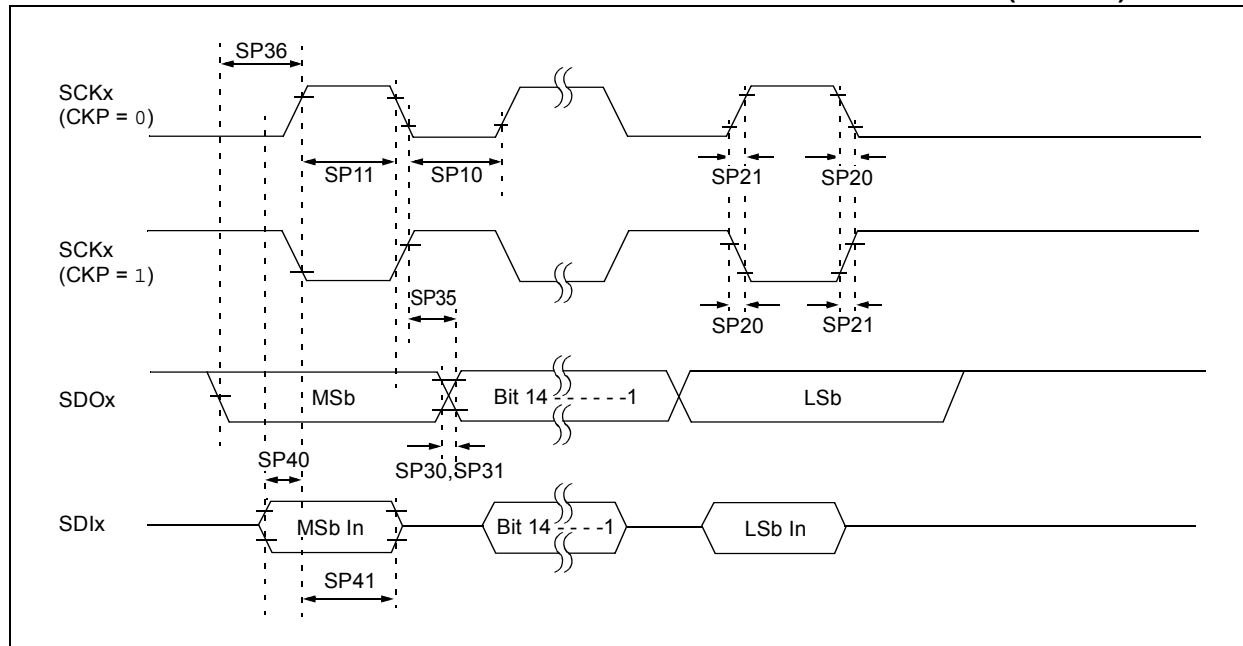 SP36
SCKx
(CKP = 0)
SP11
SP10
SP21
SP20
SCKx
(CKP = 1)
SP35
SP20
SP21
SDOx
MSb
Bit 14 - - - - - -1
LSb
SP40
SP30,SP31
SDIx
MSb In
Bit 14 - - - -1
LSb In
SP41